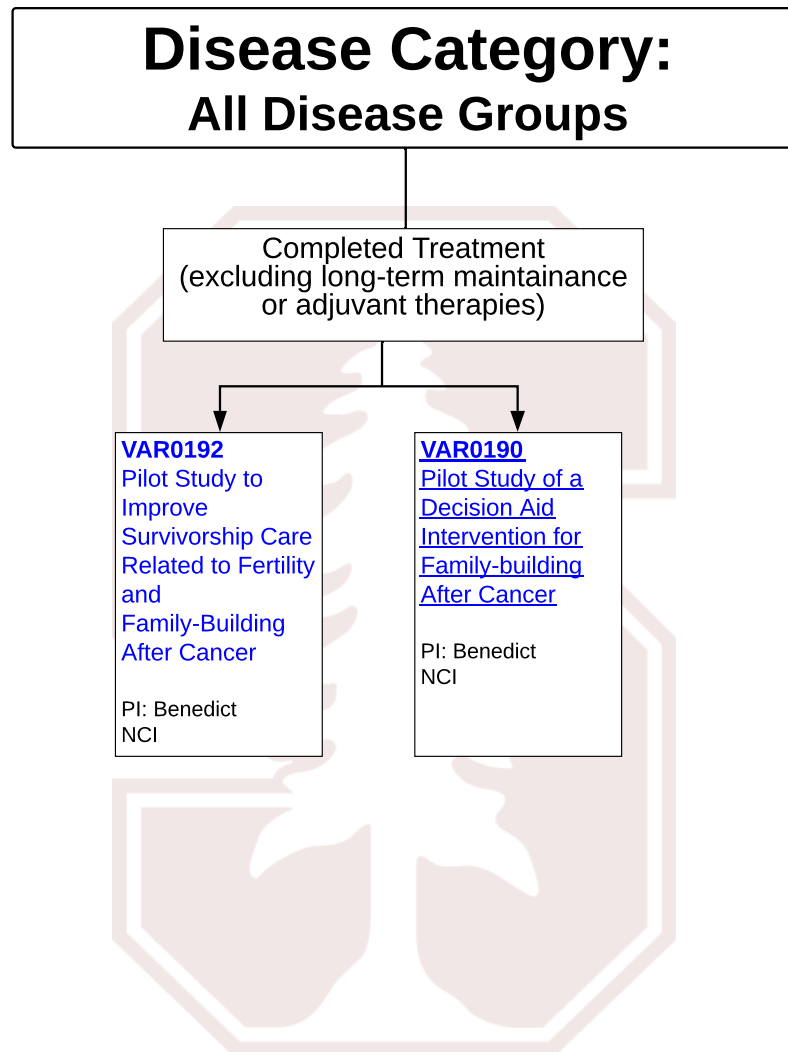 Disease Category:
All Disease Groups
Completed Treatment
(excluding long-term maintainance
or adjuvant therapies)
VAR0192
Pilot Study to
Improve
Survivorship Care
Related to Fertility
and
Family-Building
After Cancer
PI: Benedict
NCI
VAR0190
Pilot Study of a
Decision Aid
Intervention for
Family-building
After Cancer
PI: Benedict
NCI